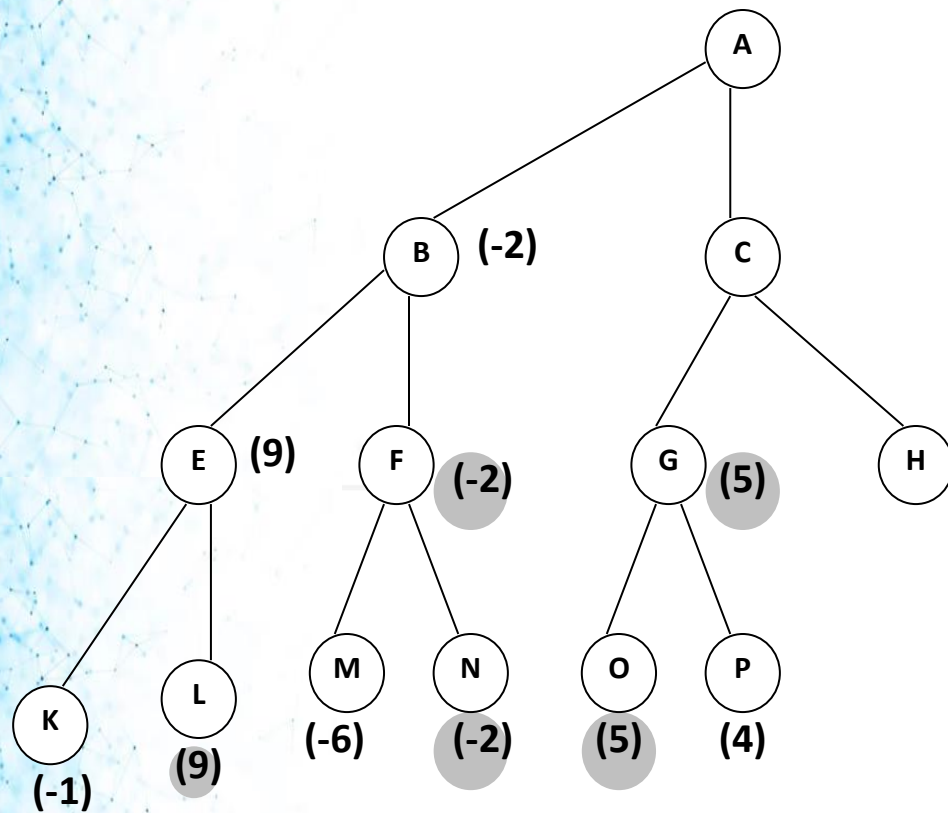 A
B (-2) C
E (9) F (-2) G (5) H
M N O P
K L
(-6) (-2) (5) (4)
(9)
(-1)